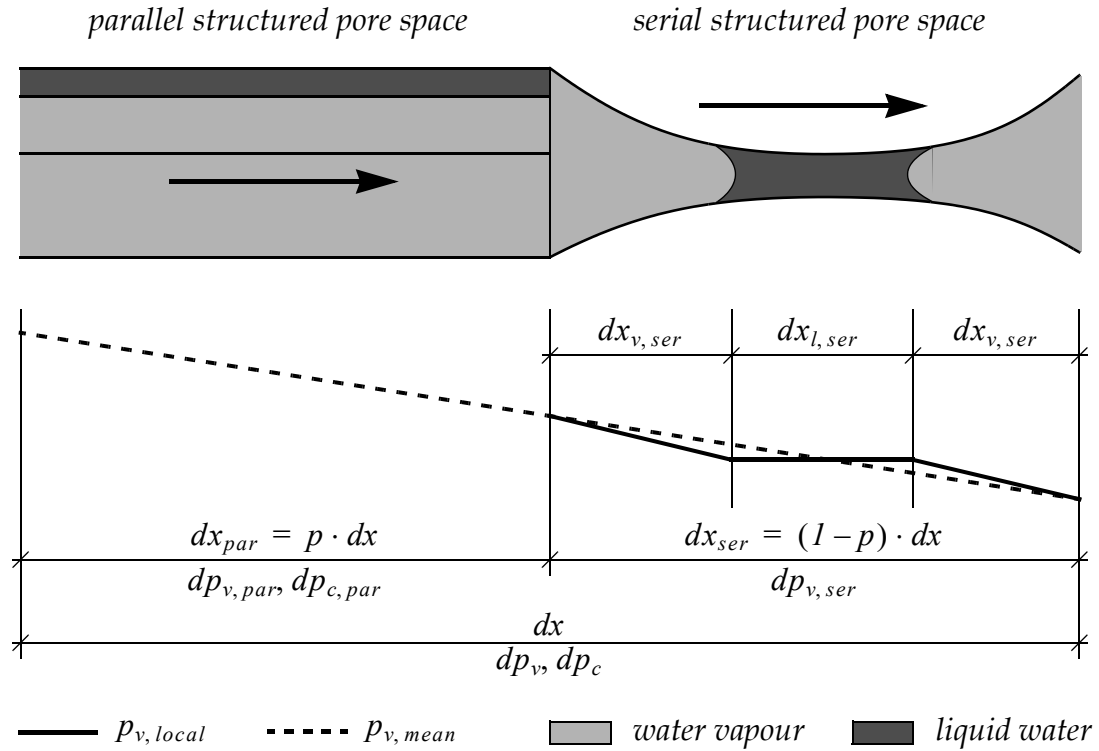 parallel structured pore space serial structured pore space
dx_{v, ser} dx_{l, ser} dx_{v, ser}
dx_{par} = p · dx dx_{ser} = (1 – p) · dx
dp_{v, par}, dp_{c, par} dp_{v, ser}
dx
dp_v, dp_c
p_{v, local} p_{v, mean} water vapour liquid water